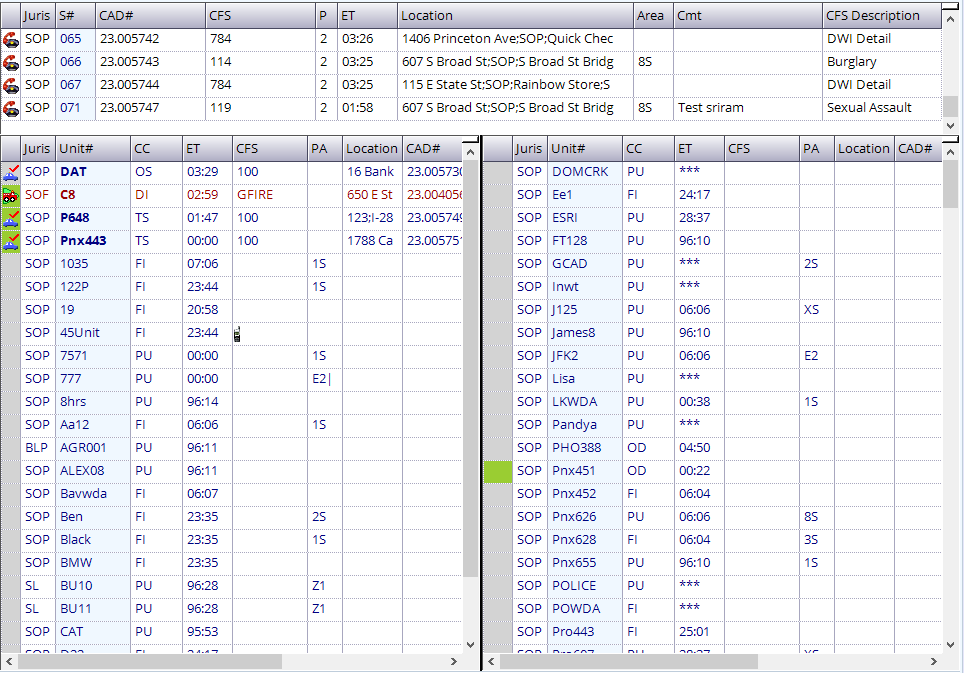 Juris S# CAD# CFS P ET Location Area Cmt CFS Description
SOP 065 23.005742 784 2 03:26 1406 Princeton Ave;SOP;Quick Chec DWI Detail
SOP 066 23.005743 114 2 03:25 607 S Broad St;SOP;S Broad St Bridg 8S Burglary
SOP 067 23.005744 784 2 03:25 115 E State St;SOP;Rainbow Store;S DWI Detail
SOP 071 23.005747 119 2 01:58 607 S Broad St;SOP;S Broad St Bridg 8S Test sriram Sexual Assault
Juris Unit# CC ET CFS PA Location CAD#
SOP DAT OS 03:29 100 16 Bank 23.005730
SOF C8 DI 02:59 GFIRE 650 E St 23.004056
SOP P648 TS 01:47 100 123;I-28 23.005749
SOP Pnx443 TS 00:00 100 1788 Ca 23.005751
SOP 1035 FI 07:06 1S
SOP 122P FI 23:44 1S
SOP 19 FI 20:58
SOP 45Unit FI 23:44
SOP 7571 PU 00:00 1S
SOP 777 PU 00:00 E2|
SOP 8hrs PU 96:14
SOP Aa12 FI 06:06 1S
BLP AGR001 PU 96:11
SOP ALEX08 PU 96:11
SOP Bavwda FI 06:07
SOP Ben FI 23:35 2S
SOP Black FI 23:35 1S
SOP BMW FI 23:35
SL BU10 PU 96:28 Z1
SL BU11 PU 96:28 Z1
SOP CAT PU 95:53
Juris Unit# CC ET CFS PA Location CAD#
SOP DOMCRK PU ***
SOP Ee1 FI 24:17
SOP ESRI PU 28:37
SOP FT128 PU 96:10
SOP GCAD PU *** 2S
SOP Inwt PU ***
SOP J125 PU 06:06 XS
SOP James8 PU 96:10
SOP JFK2 PU 06:06 E2
SOP Lisa PU ***
SOP LKWDA PU 00:38 1S
SOP Pandya PU ***
SOP PHO388 OD 04:50
SOP Pnx451 OD 00:22
SOP Pnx452 FI 06:04
SOP Pnx626 PU 06:06 8S
SOP Pnx628 FI 06:04 3S
SOP Pnx655 PU 96:10 1S
SOP POLICE PU ***
SOP POWDA FI ***
SOP Pro443 FI 25:01